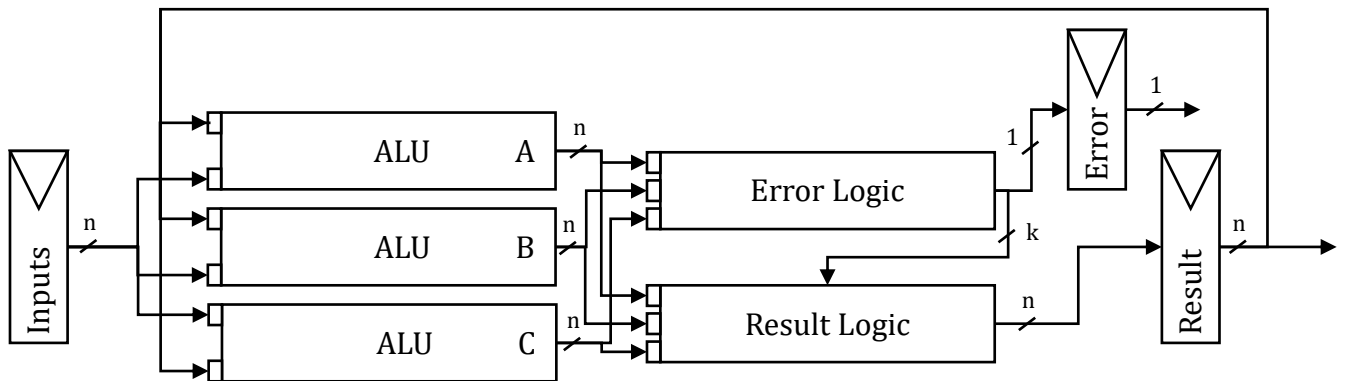 Inputs
n
ALU A
n
ALU B
n
ALU C
n
Error Logic
1
k
Result Logic
n
Error
1
Result
n